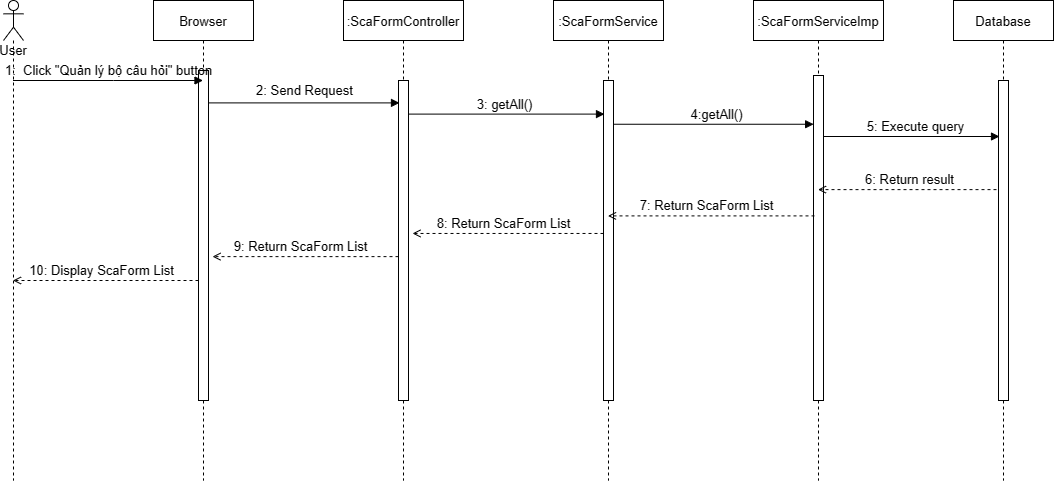 Browser
:ScaFormController
:ScaFormService
:ScaFormServiceImp
Database
User
1: Click "Quản lý bộ câu hỏi" button
2: Send Request
3: getAll()
4:getAll()
5: Execute query
6: Return result
7: Return ScaForm List
8: Return ScaForm List
9: Return ScaForm List
10: Display ScaForm List